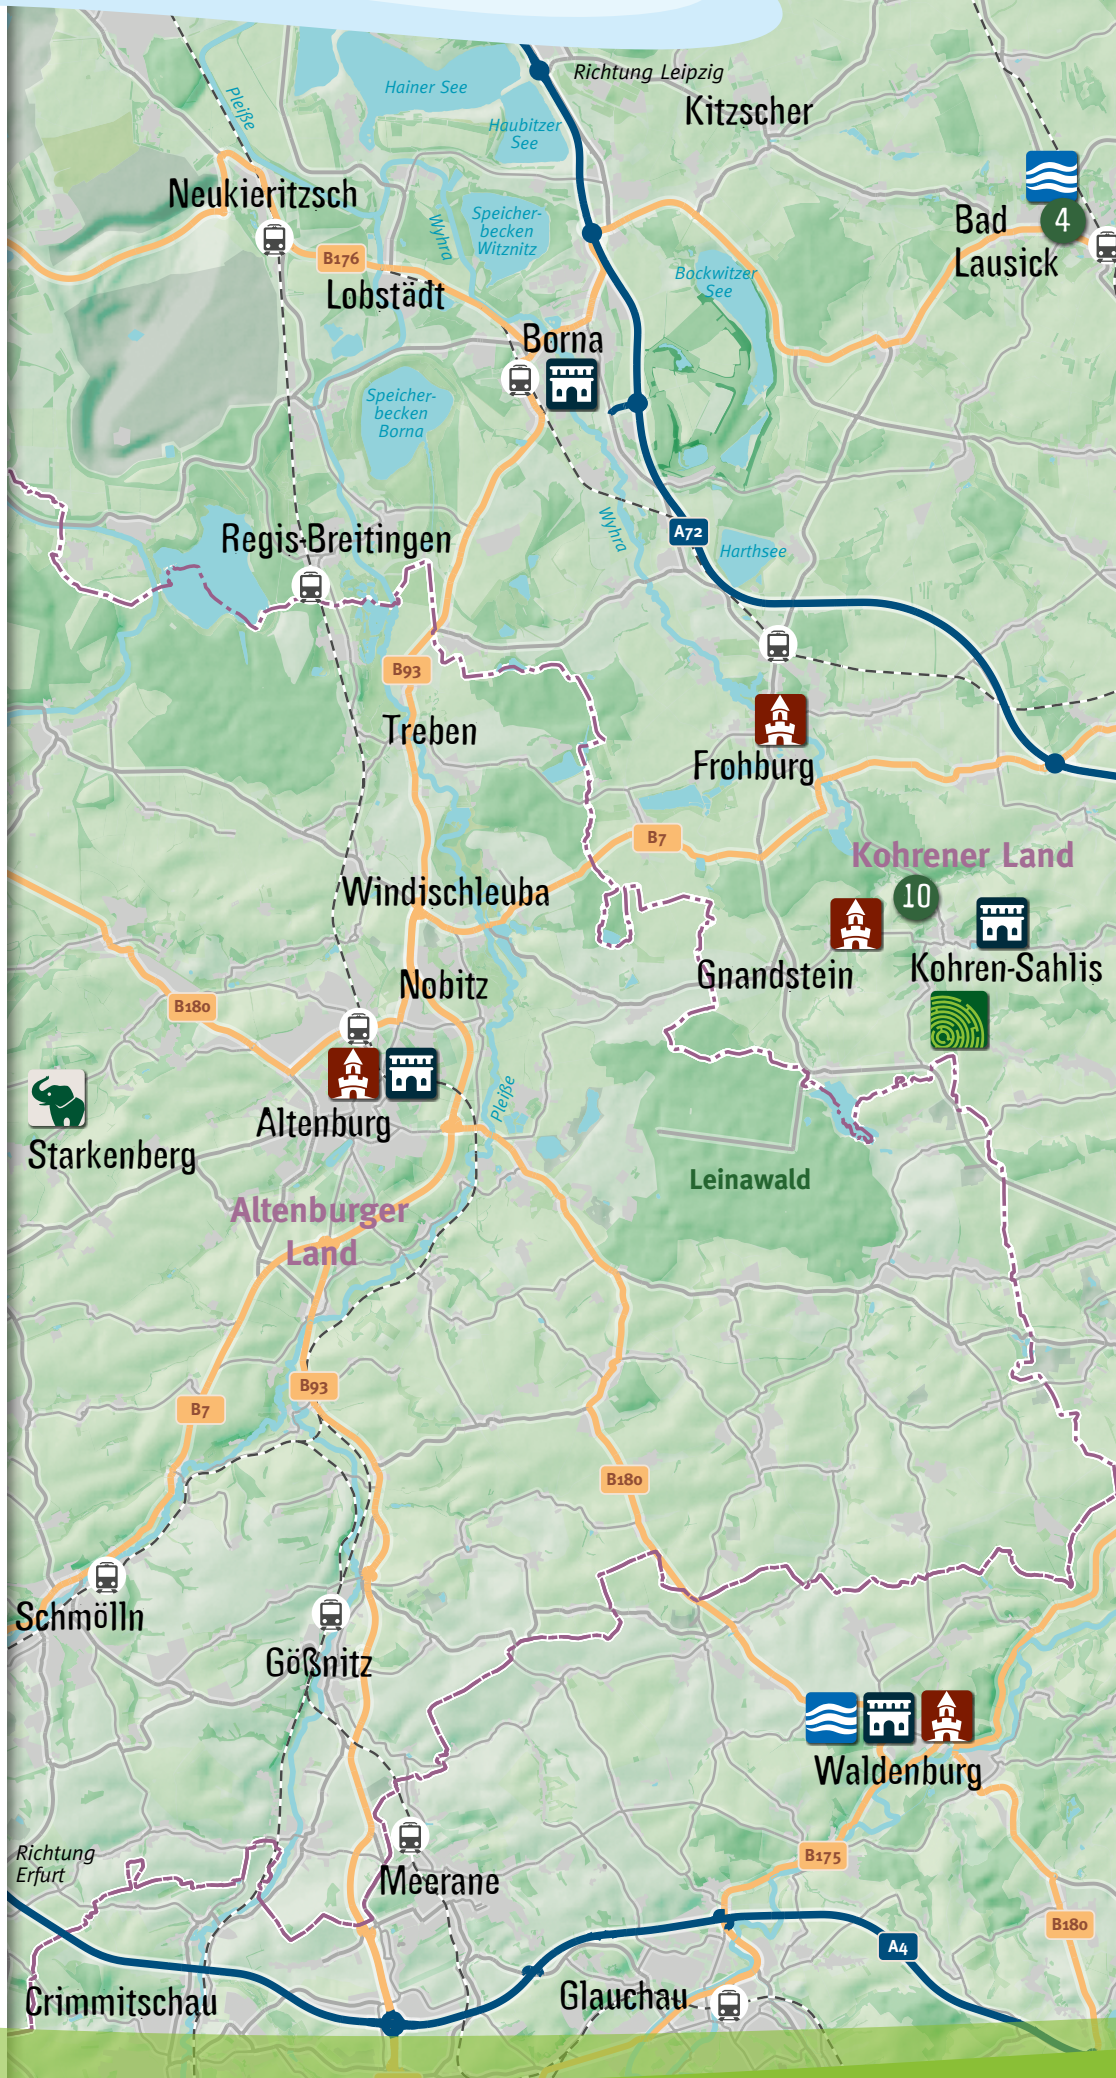 Richtung Leipzig
Hainer See
Kitzscher
Pleiße
Haubitzer
See
Neukieritzsch
Speicher-
becken
Witznitz
Wyhra
Bad
Lausick
4
B176
Lobstädt
Bockwitzer
See
Borna
Speicher-
becken
Borna
Regis-Breitingen
Wyhra
A72
Harthsee
B93
Treben
Frohburg
B7
Kohrener Land
10
Windischleuba
Gnandstein
Kohren-Sahlis
Nobitz
B180
Pleiße
Altenburg
Starkenberg
Leinawald
Altenburger
Land
B93
B7
B180
Schmölln
Gößnitz
Waldenburg
Richtung
Erfurt
B175
Meerane
B180
A4
Crimmitschau
Glauchau